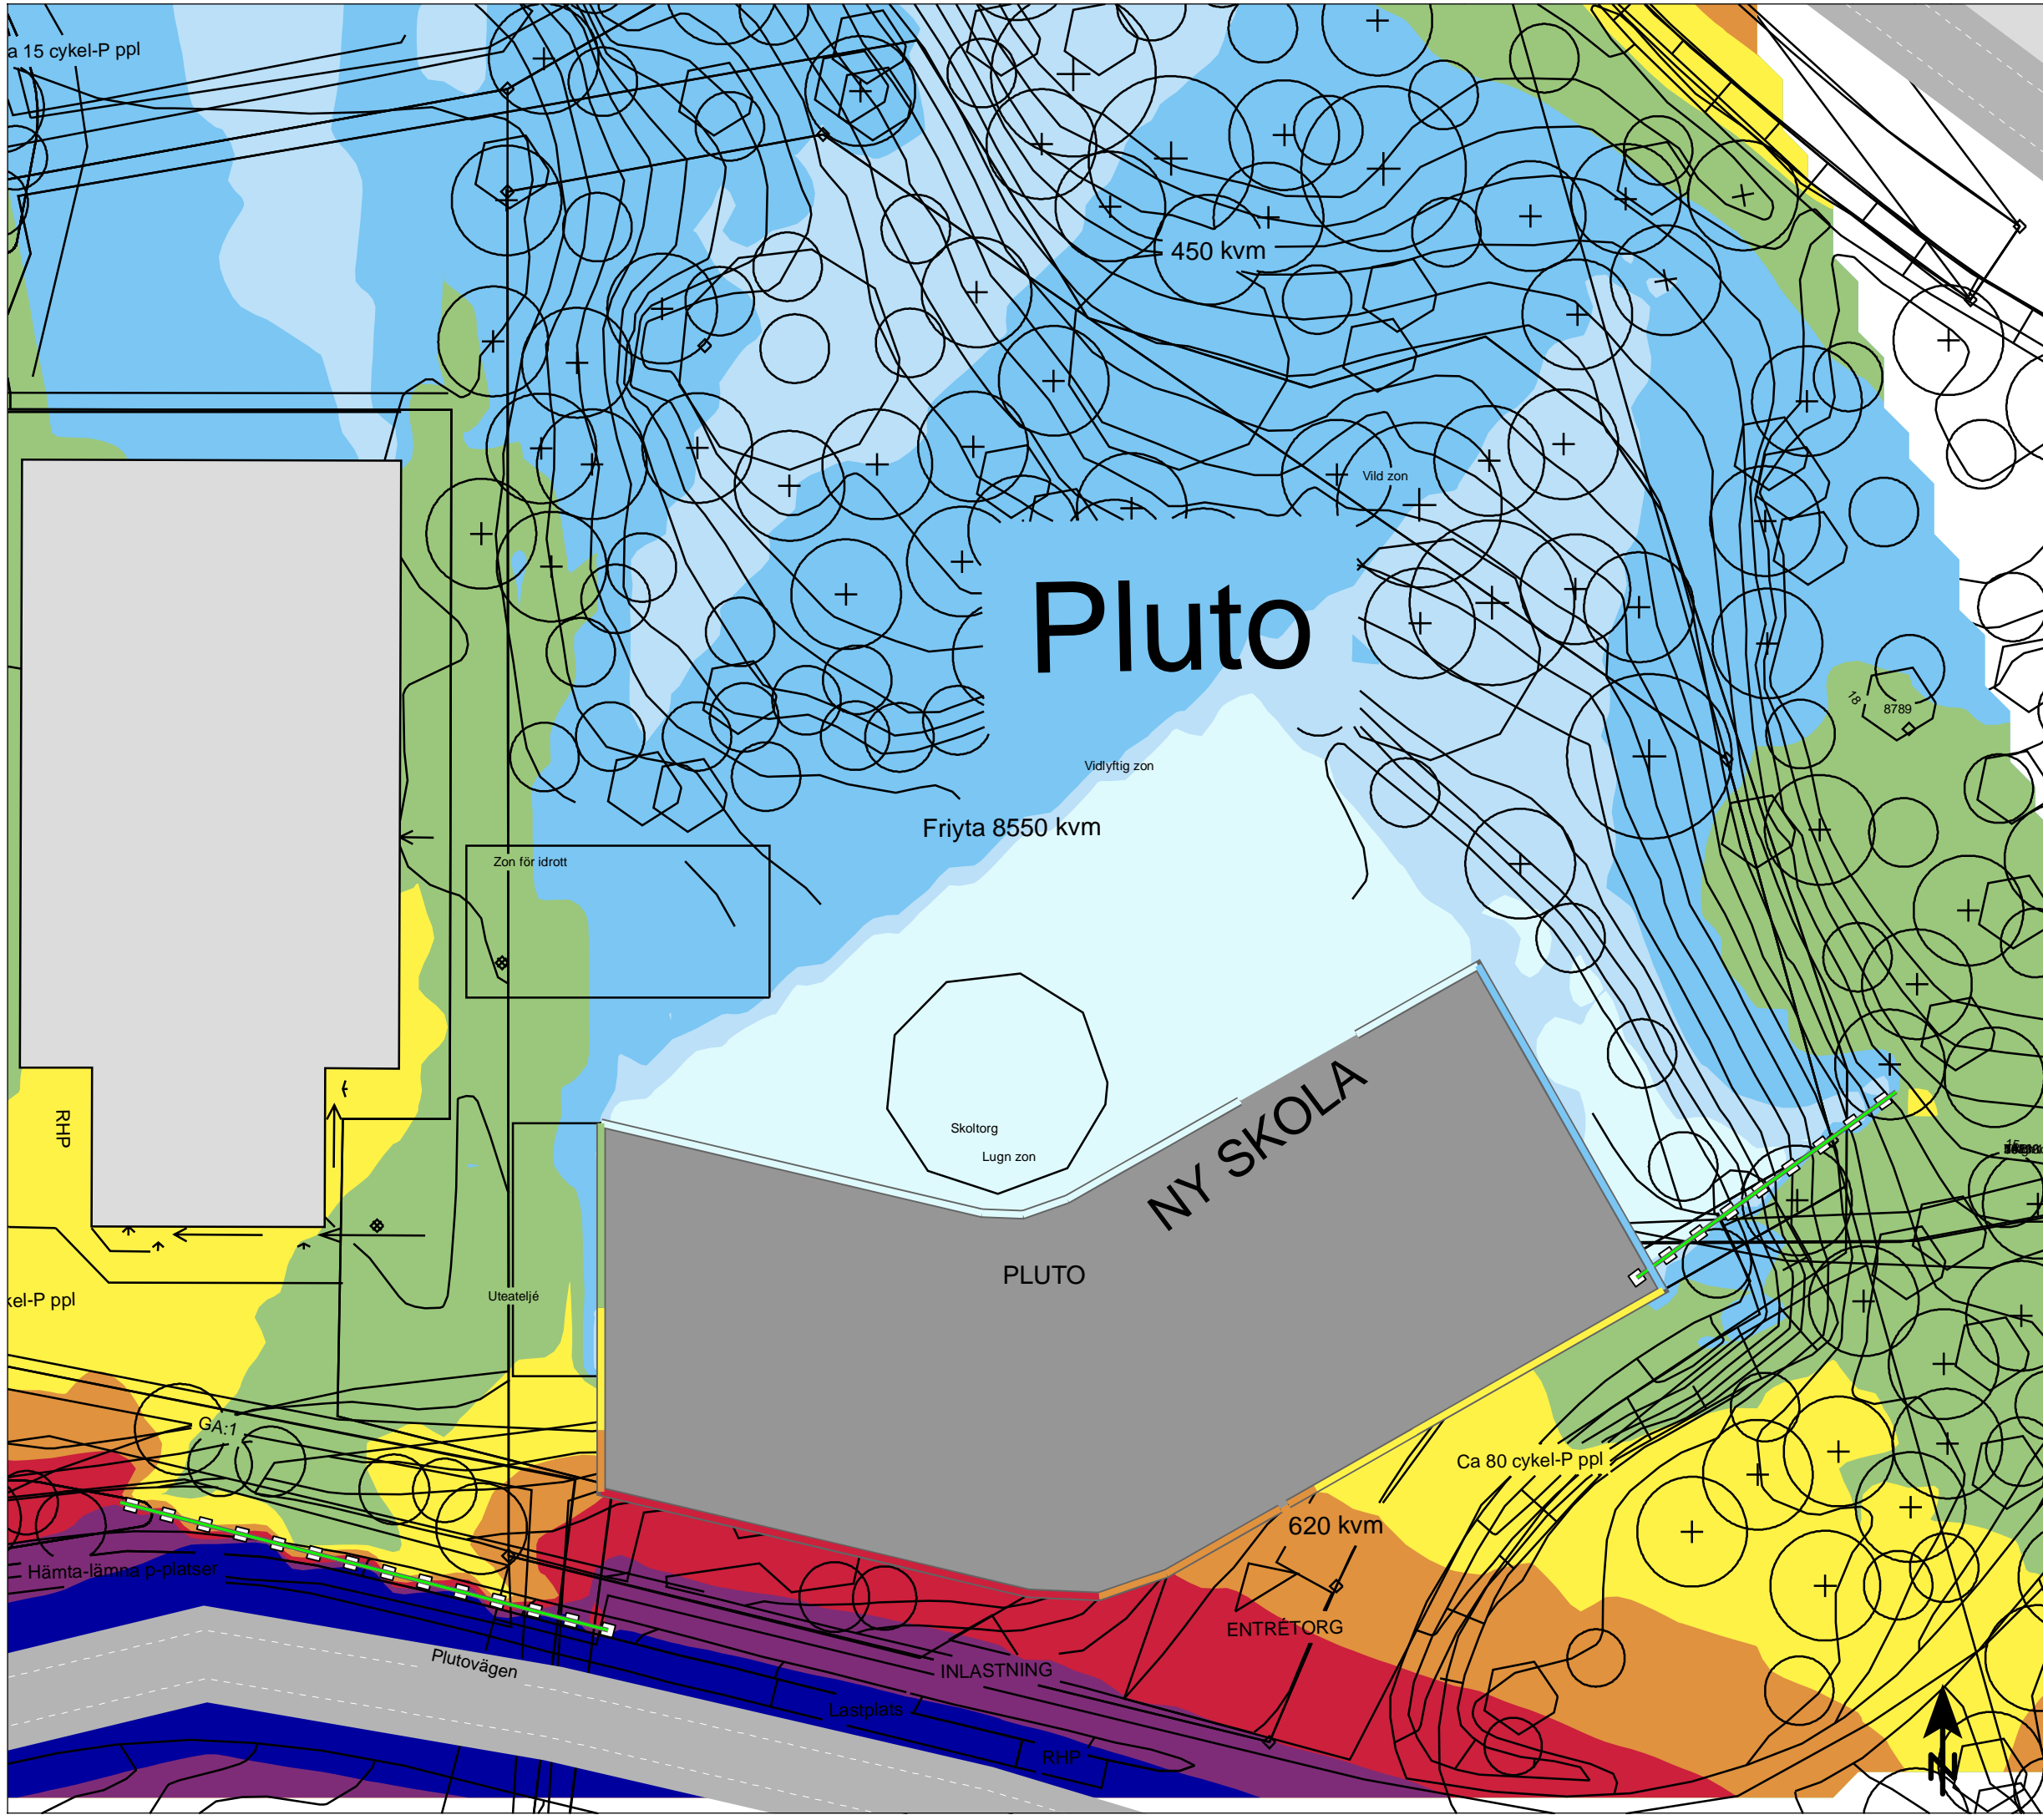 a 15 cykel-P ppl
450 kvm
Vild zon
Pluto
18
8789
Vidlyftig zon
Friyta 8550 kvm
Zon för idrott
RHP
NY SKOLA
Skoltorg
Lugn zon
PLUTO
Uteateljé
kel-P ppl
GA:1
Ca 80 cykel-P ppl
620 kvm
Hämta-lämna p-platser
ENTRÉTORG
Plutovägen
INLASTNING
Lastplats
RHP
N